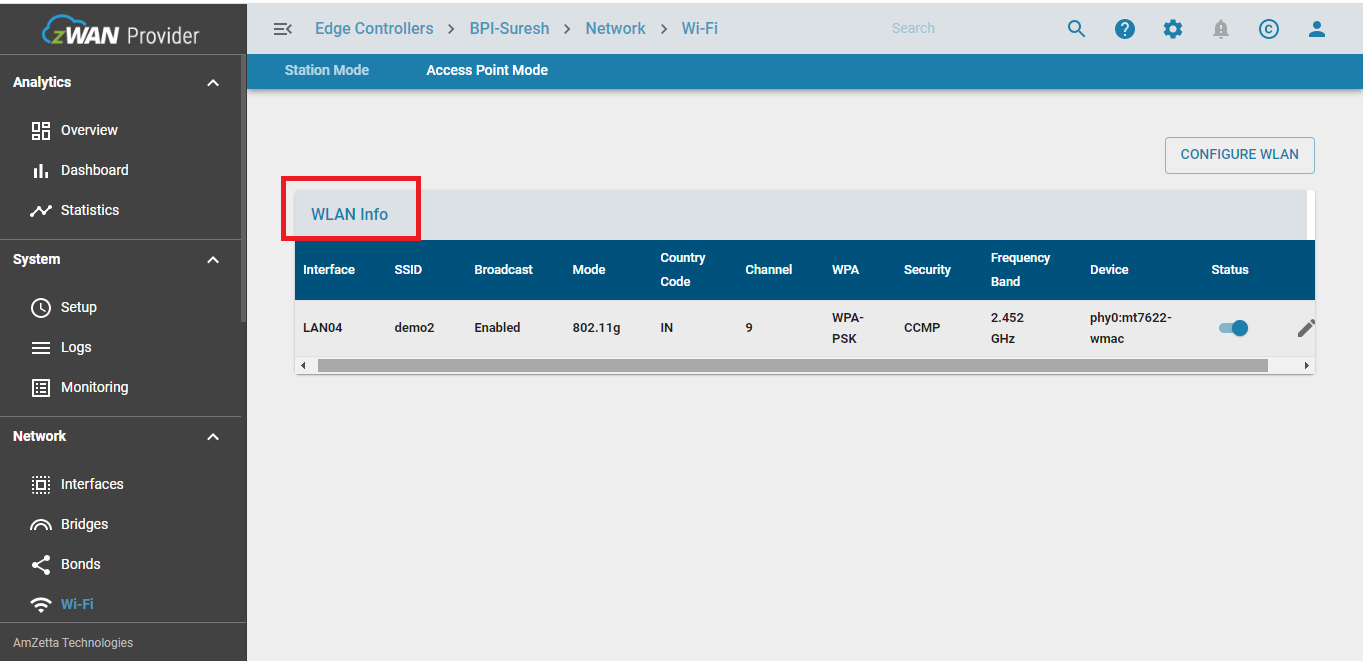 zWAN Provider
Edge Controllers > BPI-Suresh > Network > Wi-Fi
Search
?
C
Station Mode
Access Point Mode
Analytics
Overview
Dashboard
Statistics
System
Setup
Logs
Monitoring
Network
Interfaces
Bridges
Bonds
Wi-Fi
AmZetta Technologies
CONFIGURE WLAN
WLAN Info
Interface SSID Broadcast Mode Country Code Channel WPA Security Frequency Band Device Status
LAN04 demo2 Enabled 802.11g IN 9 WPA-PSK CCMP 2.452 GHz phy0:mt7622-wmac